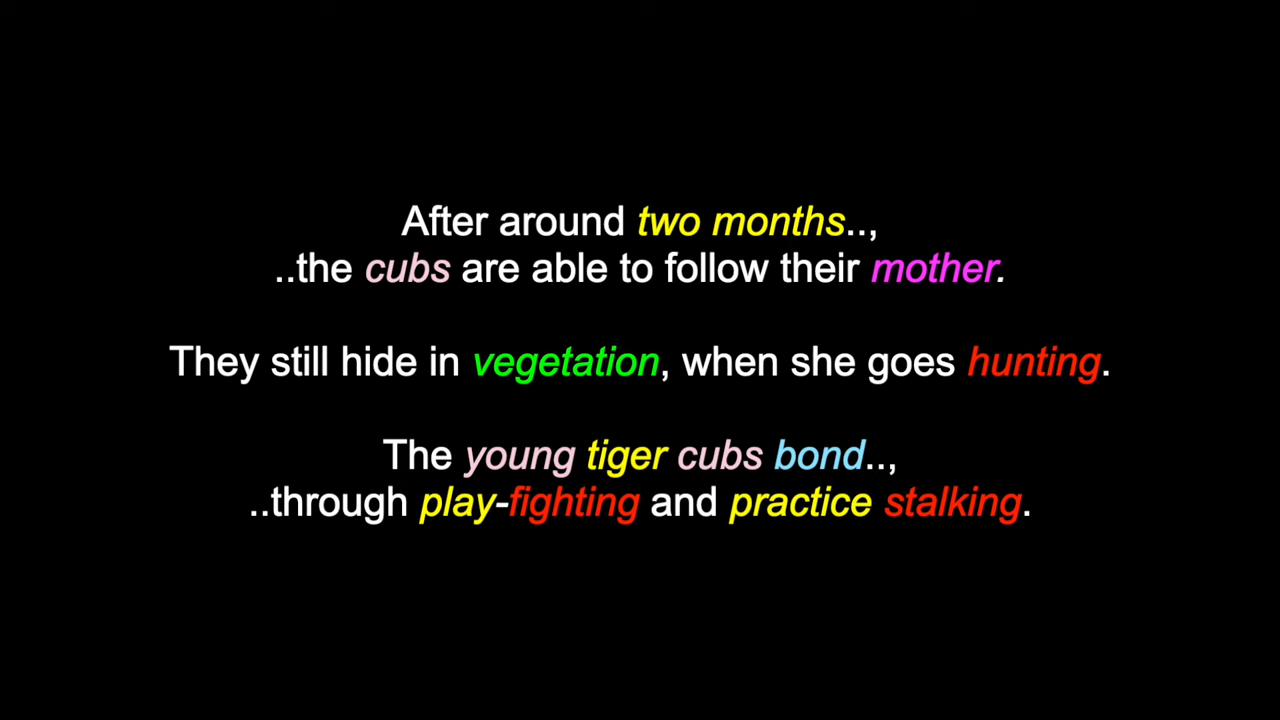 After around two months..,
..the cubs are able to follow their mother.
They still hide in vegetation, when she goes hunting.
The young tiger cubs bond..,
..through play-fighting and practice stalking.